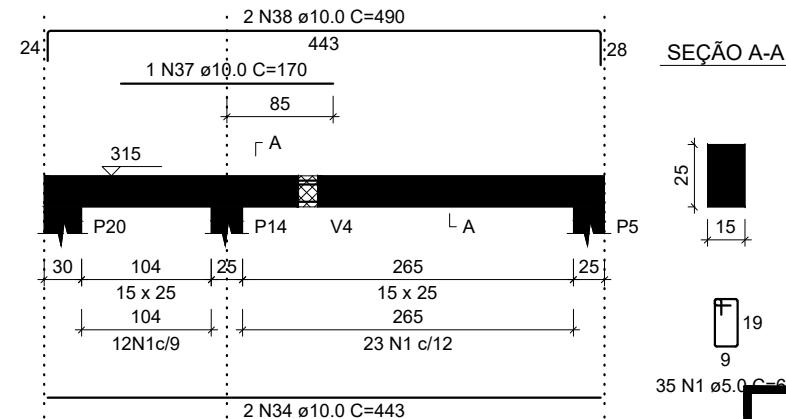 2 N38 ø10.0 C=490
24
443
28
SEÇÃO A-A
1 N37 ø10.0 C=170
85
A
315
25
15
P20
P14
V4
A
P5
30
104
25
265
25
15 x 25
15 x 25
104
265
12N1c/9
23 N1 c/12
19
9
35 N1 ø5.0 C=6
2 N34 ø10.0 C=443